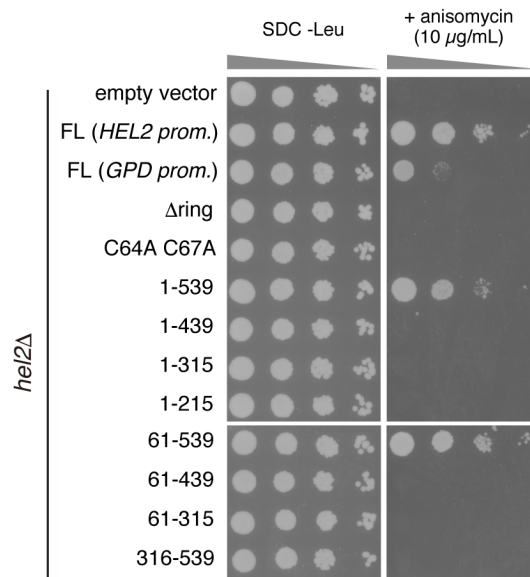 SDC -Leu
+ anisomycin
(10 µg/mL)
empty vector
FL (HEL2 prom.)
FL (GPD prom.)
Δring
C64A C67A
1-539
1-439
1-315
1-215
61-539
61-439
61-315
316-539
hel2Δ